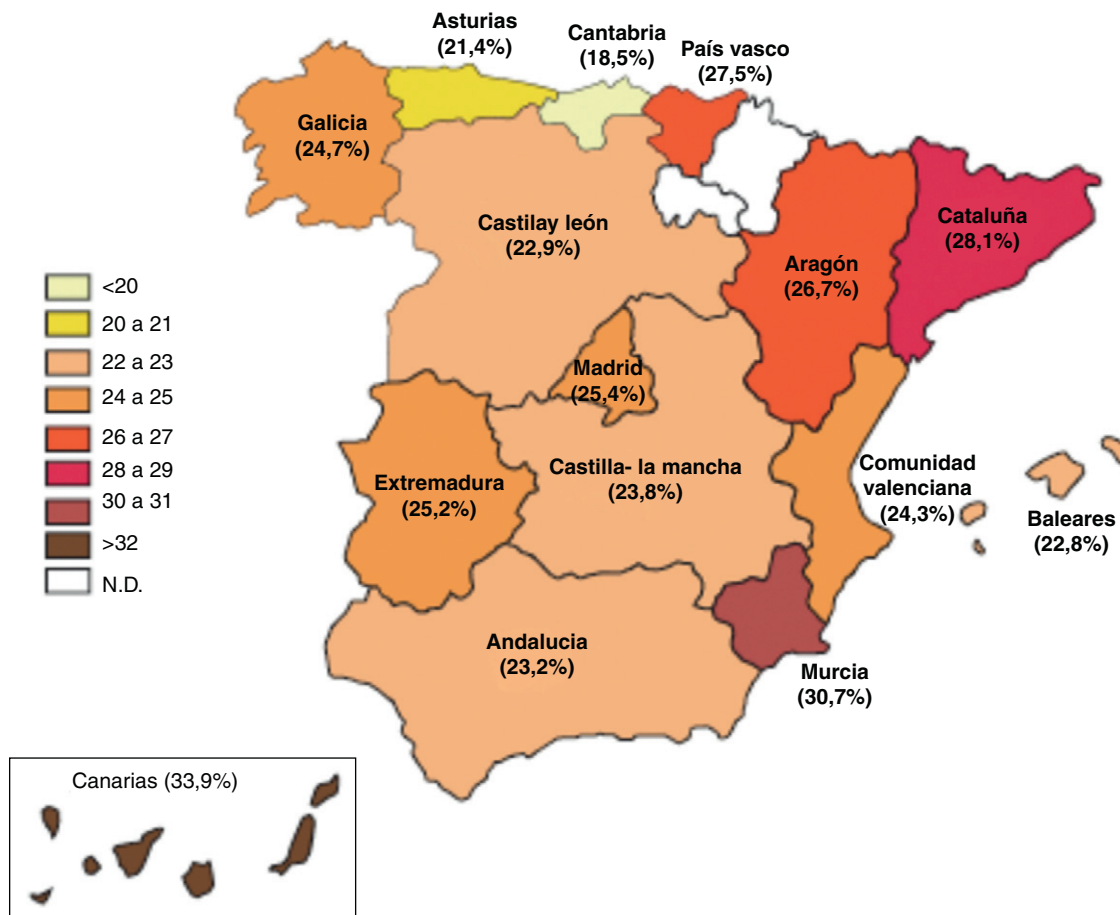 Asturias
(21,4%)
Cantabria
(18,5%)
País vasco
(27,5%)
Galicia
(24,7%)
Castilay león
(22,9%)
Aragón
(26,7%)
Cataluña
(28,1%)
<20
20 a 21
22 a 23
24 a 25
26 a 27
28 a 29
30 a 31
>32
N.D.
Madrid
(25,4%)
Extremadura
(25,2%)
Castilla- la mancha
(23,8%)
Comunidad
valenciana
(24,3%)
Baleares
(22,8%)
Andalucia
(23,2%)
Murcia
(30,7%)
Canarias (33,9%)